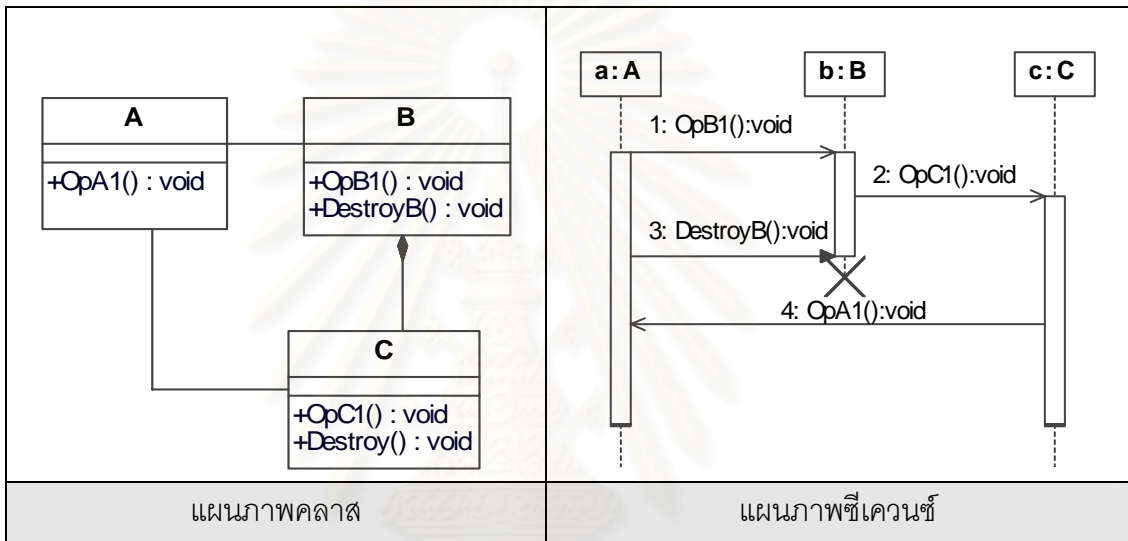 A
+OpA1() : void
B
+OpB1() : void
+DestroyB() : void
C
+OpC1() : void
+Destroy() : void
แผนภาพคลาส
a:A
b:B
c:C
1: OpB1():void
2: OpC1():void
3: DestroyB():void
4: OpA1():void
แผนภาพซีเควนซ์